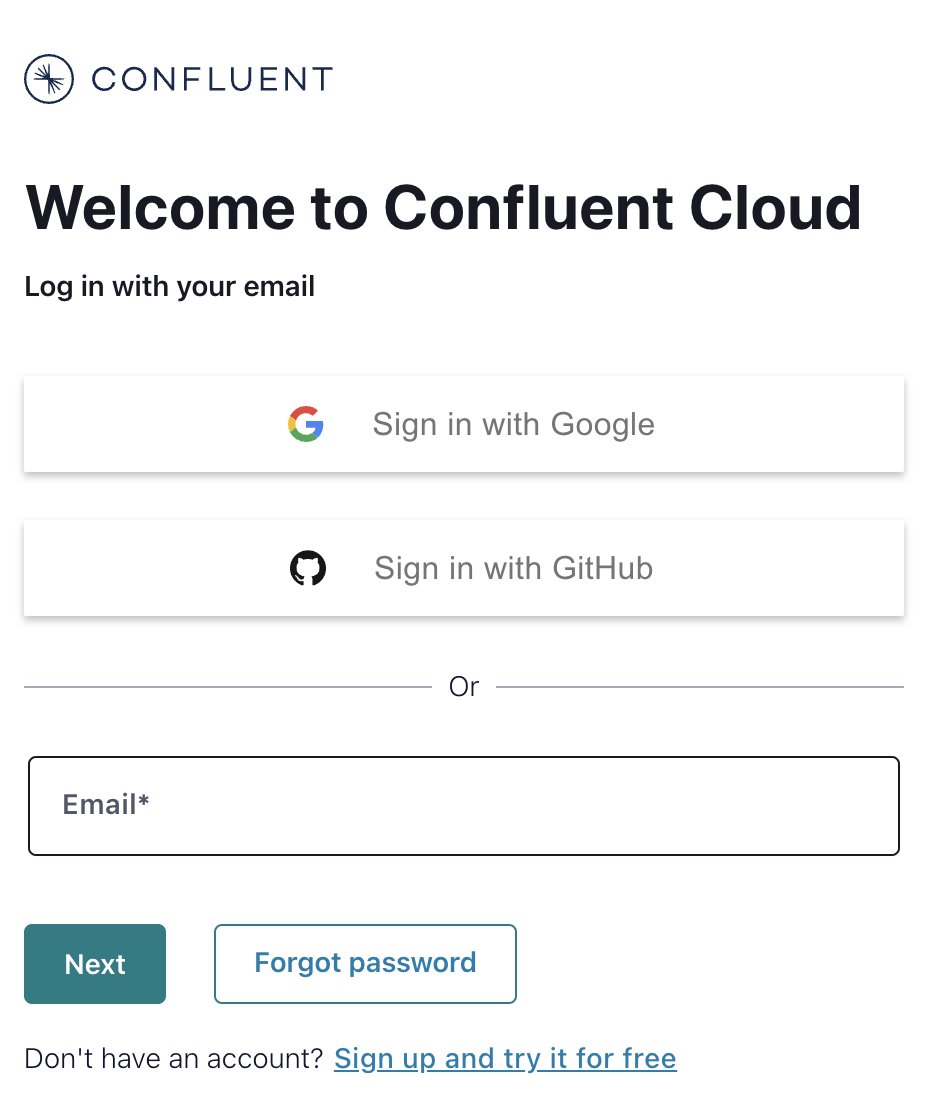 CONFLUENT
Welcome to Confluent Cloud
Log in with your email
Sign in with Google
Sign in with GitHub
Or
Email*
Next
Forgot password
Don't have an account? Sign up and try it for free